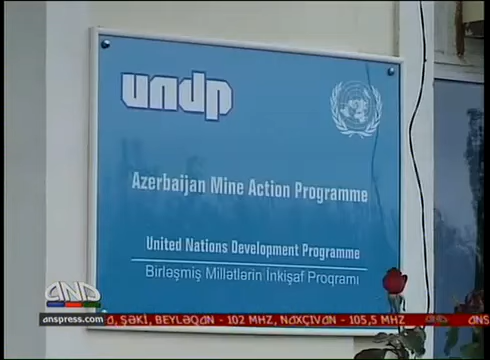 undp
Azerbaijan Mine Action Programme
United Nations Development Programme
Birləşmiş Millətlərin İnkişaf Proqramı
ANS
anspress.com
, ŞƏKİ, BEYLƏQAN - 102 MHZ, NAXÇIVAN - 105,5 MHZ